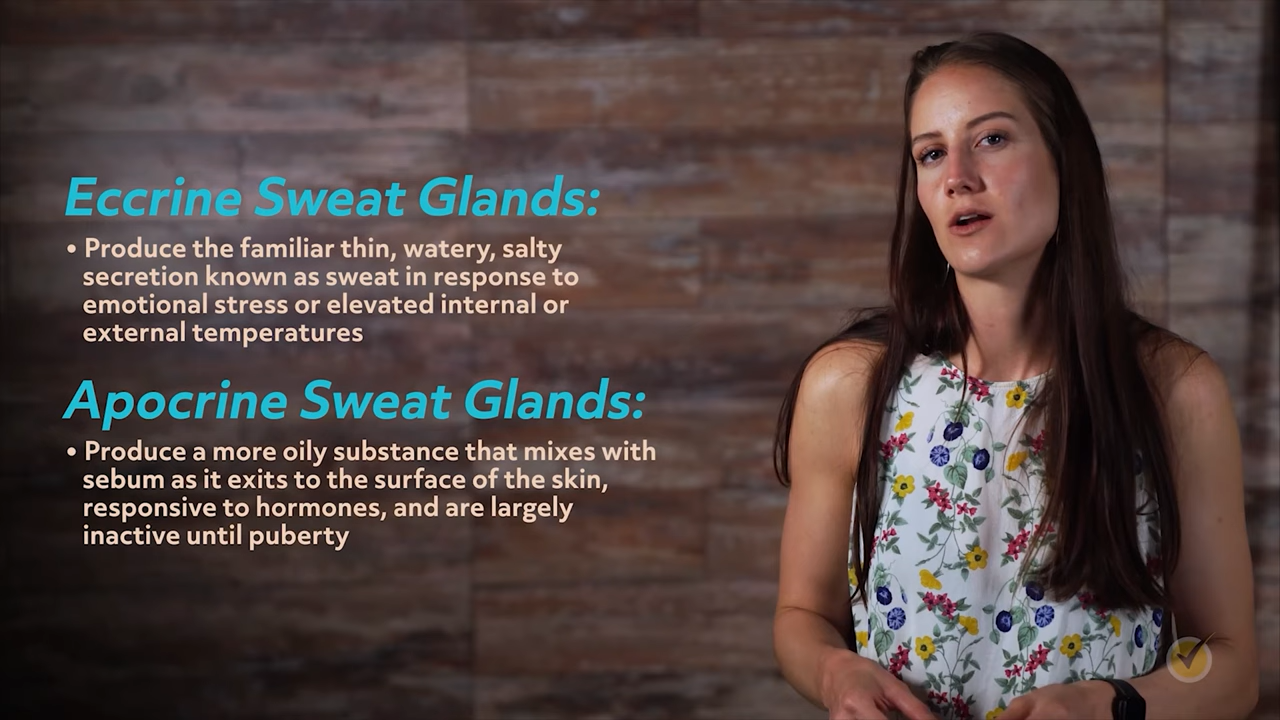 Eccrine Sweat Glands:
• Produce the familiar thin, watery, salty
secretion known as sweat in response to
emotional stress or elevated internal or
external temperatures
Apocrine Sweat Glands:
• Produce a more oily substance that mixes with
sebum as it exits to the surface of the skin,
responsive to hormones, and are largely
inactive until puberty